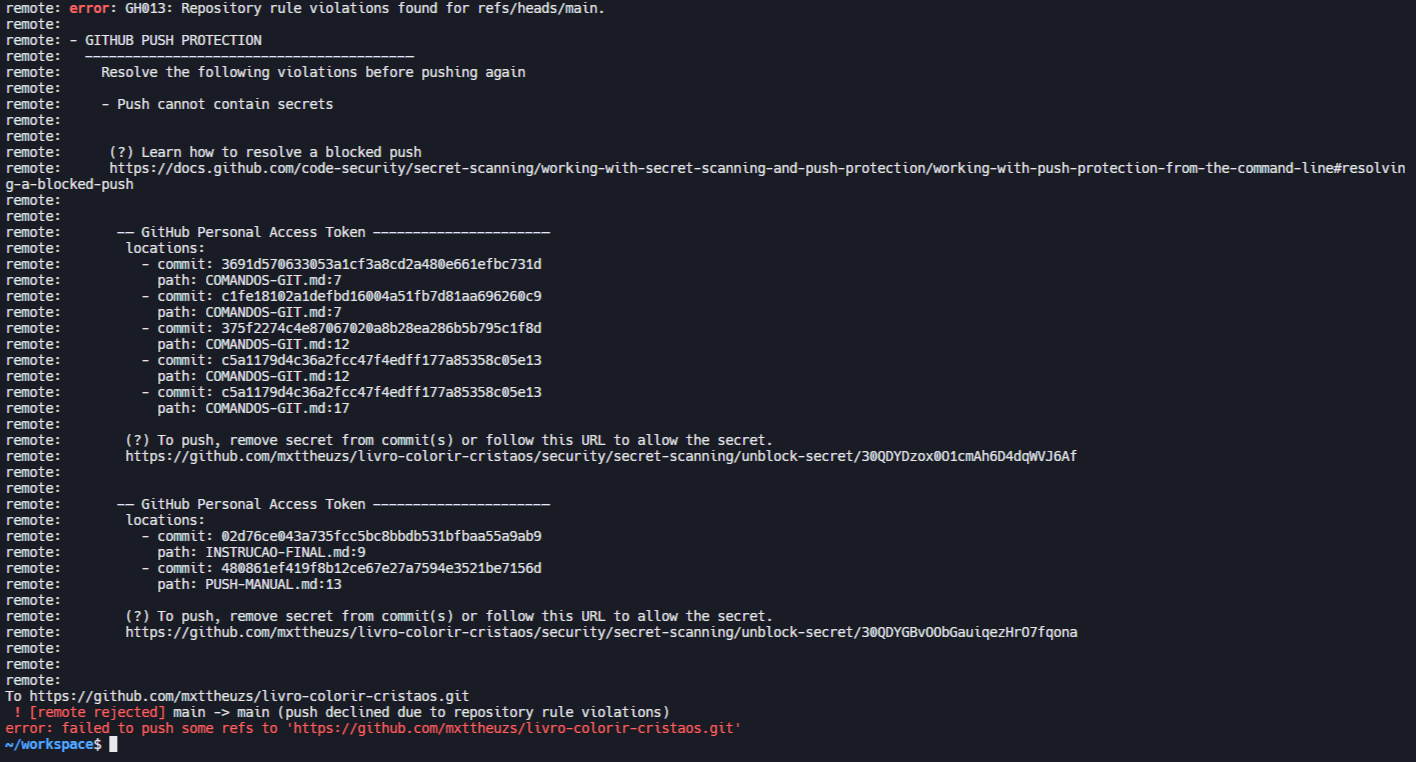 remote: error: GH013: Repository rule violations found for refs/heads/main.
remote:
remote: - GITHUB PUSH PROTECTION
remote:   —————————————————————————————————————————
remote:     Resolve the following violations before pushing again
remote:
remote:     - Push cannot contain secrets
remote:
remote:
remote:      (?) Learn how to resolve a blocked push
remote:      https://docs.github.com/code-security/secret-scanning/working-with-secret-scanning-and-push-protection/working-with-push-protection-from-the-command-line#resolvin
g-a-blocked-push
remote:
remote:
remote:       —— GitHub Personal Access Token ——————————————————————
remote:        locations:
remote:          - commit: 3691d570633053a1cf3a8cd2a480e661efbc731d
remote:            path: COMANDOS-GIT.md:7
remote:          - commit: c1fe18102a1defbd16004a51fb7d81aa696260c9
remote:            path: COMANDOS-GIT.md:7
remote:          - commit: 375f2274c4e87067020a8b28ea286b5b795c1f8d
remote:            path: COMANDOS-GIT.md:12
remote:          - commit: c5a1179d4c36a2fcc47f4edff177a85358c05e13
remote:            path: COMANDOS-GIT.md:12
remote:          - commit: c5a1179d4c36a2fcc47f4edff177a85358c05e13
remote:            path: COMANDOS-GIT.md:17
remote:
remote:        (?) To push, remove secret from commit(s) or follow this URL to allow the secret.
remote:        https://github.com/mxttheuzs/livro-colorir-cristaos/security/secret-scanning/unblock-secret/30QDYDzox0O1cmAh6D4dqWVJ6Af
remote:
remote:
remote:       —— GitHub Personal Access Token ——————————————————————
remote:        locations:
remote:          - commit: 02d76ce043a735fcc5bc8bbdb531bfbaa55a9ab9
remote:            path: INSTRUCAO-FINAL.md:9
remote:          - commit: 480861ef419f8b12ce67e27a7594e3521be7156d
remote:            path: PUSH-MANUAL.md:13
remote:
remote:        (?) To push, remove secret from commit(s) or follow this URL to allow the secret.
remote:        https://github.com/mxttheuzs/livro-colorir-cristaos/security/secret-scanning/unblock-secret/30QDYGBvOObGauiqezHrO7fqona
remote:
remote:
remote:
To https://github.com/mxttheuzs/livro-colorir-cristaos.git
 ! [remote rejected] main -> main (push declined due to repository rule violations)
error: failed to push some refs to 'https://github.com/mxttheuzs/livro-colorir-cristaos.git'
~/workspace$